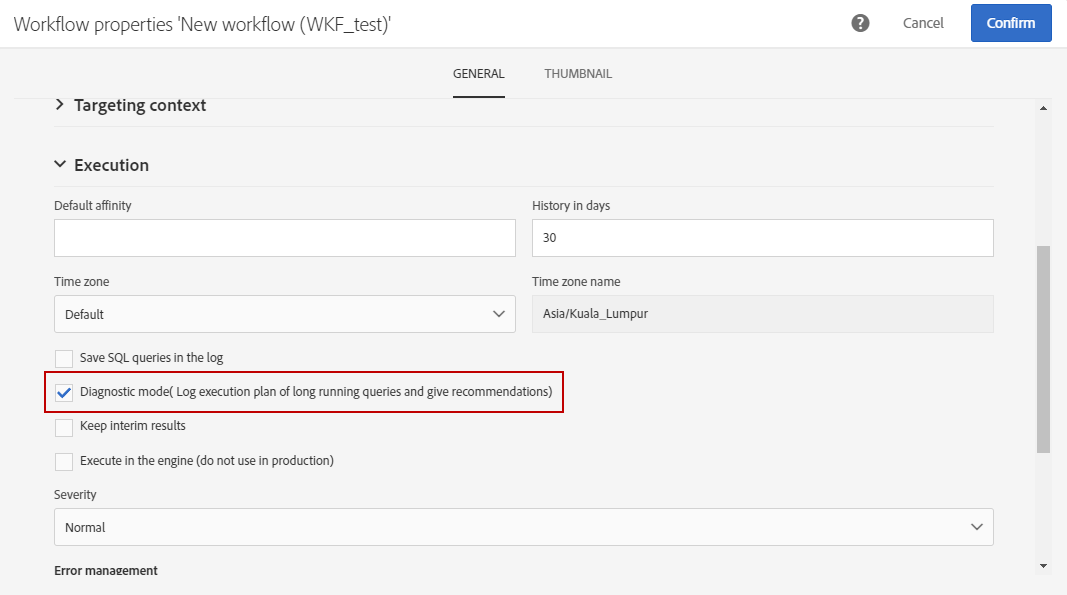 Workflow properties 'New workflow (WKF_test)'
?
Cancel
Confirm
GENERAL
THUMBNAIL
Targeting context
Execution
Default affinity
History in days
30
Time zone
Time zone name
Default
Asia/Kuala_Lumpur
Save SQL queries in the log
Diagnostic mode( Log execution plan of long running queries and give recommendations)
Keep interim results
Execute in the engine (do not use in production)
Severity
Normal
Error management